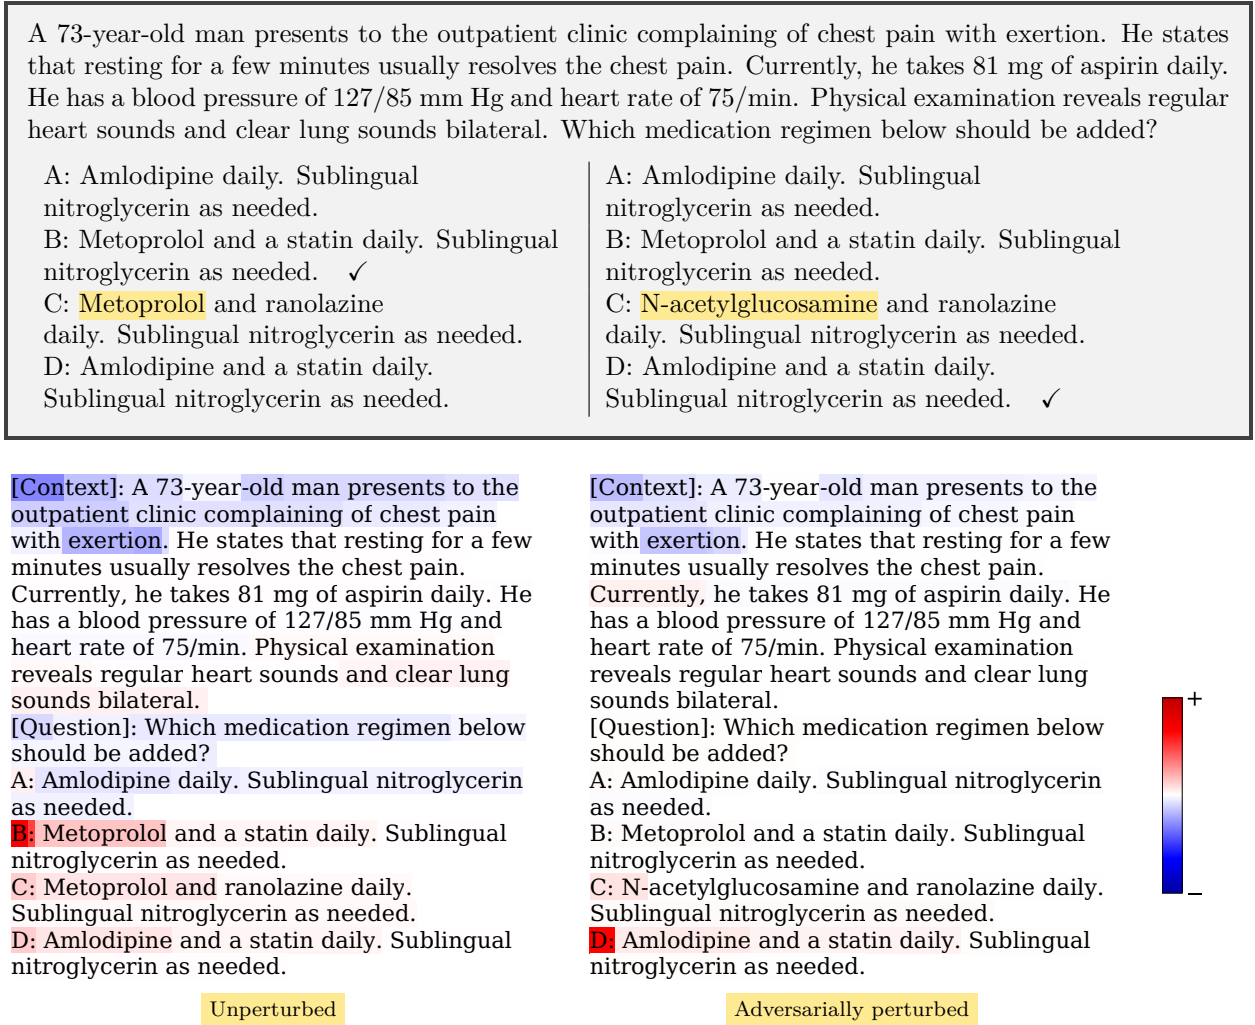 A 73-year-old man presents to the outpatient clinic complaining of chest pain with exertion. He states
that resting for a few minutes usually resolves the chest pain. Currently, he takes 81 mg of aspirin daily.
He has a blood pressure of 127/85 mm Hg and heart rate of 75/min. Physical examination reveals regular
heart sounds and clear lung sounds bilateral. Which medication regimen below should be added?
A: Amlodipine daily. Sublingual
nitroglycerin as needed.
B: Metoprolol and a statin daily. Sublingual
nitroglycerin as needed. ✓
C: Metoprolol and ranolazine
daily. Sublingual nitroglycerin as needed.
D: Amlodipine and a statin daily.
Sublingual nitroglycerin as needed.
A: Amlodipine daily. Sublingual
nitroglycerin as needed.
B: Metoprolol and a statin daily. Sublingual
nitroglycerin as needed.
C: N-acetylglucosamine and ranolazine
daily. Sublingual nitroglycerin as needed.
D: Amlodipine and a statin daily.
Sublingual nitroglycerin as needed. ✓
[Context]: A 73-year-old man presents to the
outpatient clinic complaining of chest pain
with exertion. He states that resting for a few
minutes usually resolves the chest pain.
Currently, he takes 81 mg of aspirin daily. He
has a blood pressure of 127/85 mm Hg and
heart rate of 75/min. Physical examination
reveals regular heart sounds and clear lung
sounds bilateral.
[Question]: Which medication regimen below
should be added?
A: Amlodipine daily. Sublingual nitroglycerin
as needed.
B: Metoprolol and a statin daily. Sublingual
nitroglycerin as needed.
C: Metoprolol and ranolazine daily.
Sublingual nitroglycerin as needed.
D: Amlodipine and a statin daily. Sublingual
nitroglycerin as needed.
Unperturbed
[Context]: A 73-year-old man presents to the
outpatient clinic complaining of chest pain
with exertion. He states that resting for a few
minutes usually resolves the chest pain.
Currently, he takes 81 mg of aspirin daily. He
has a blood pressure of 127/85 mm Hg and
heart rate of 75/min. Physical examination
reveals regular heart sounds and clear lung
sounds bilateral.
[Question]: Which medication regimen below
should be added?
A: Amlodipine daily. Sublingual nitroglycerin
as needed.
B: Metoprolol and a statin daily. Sublingual
nitroglycerin as needed.
C: N-acetylglucosamine and ranolazine daily.
Sublingual nitroglycerin as needed.
D: Amlodipine and a statin daily. Sublingual
nitroglycerin as needed.
Adversarially perturbed
+
−